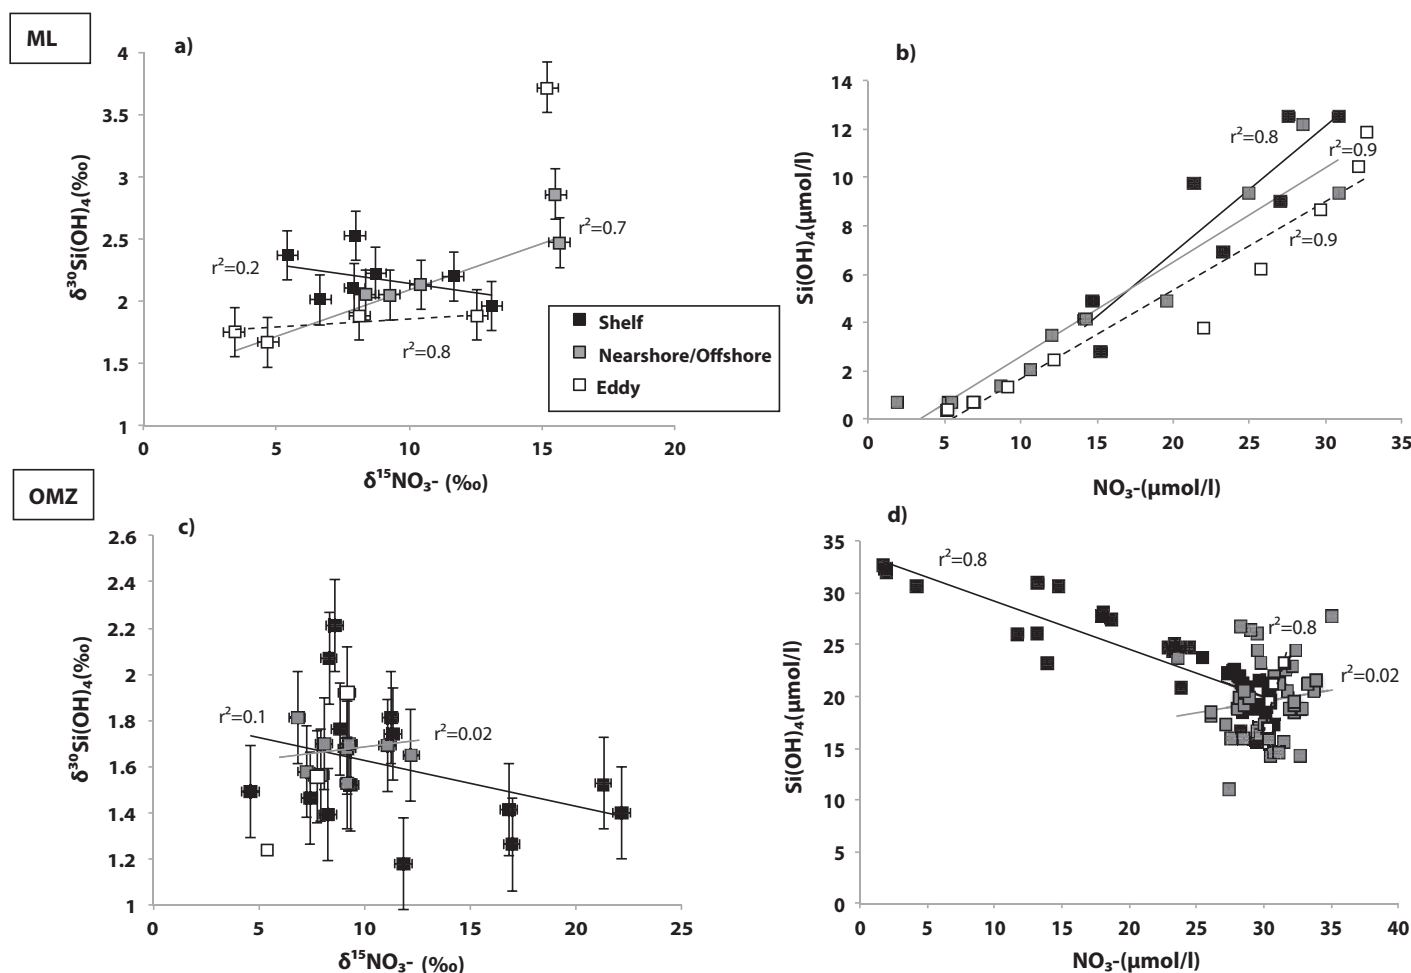 ML
a)
4
3.5
3
2.5
2
1.5
1
δ³⁰Si(OH)₄(‰)
r²=0.2
r²=0.7
r²=0.8
Shelf
Nearshore/Offshore
Eddy
0 5 10 15 20
δ¹⁵NO₃- (‰)
b)
14
12
10
8
6
4
2
0
Si(OH)₄(μmol/l)
r²=0.8
r²=0.9
r²=0.9
0 5 10 15 20 25 30 35
NO₃-(μmol/l)
OMZ
c)
2.6
2.4
2.2
2
1.8
1.6
1.4
1.2
1
δ³⁰Si(OH)₄(‰)
r²=0.1
r²=0.02
0 5 10 15 20 25
δ¹⁵NO₃- (‰)
d)
35
30
25
20
15
10
5
0
Si(OH)₄(μmol/l)
r²=0.8
r²=0.8
r²=0.02
0 5 10 15 20 25 30 35 40
NO₃-(μmol/l)